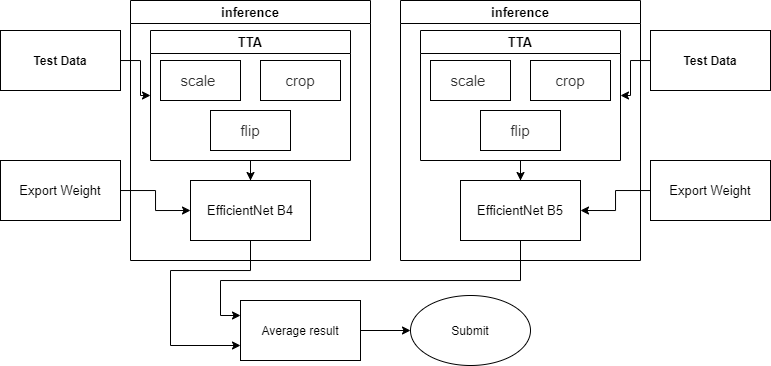 inference
TTA
Test Data
scale
crop
flip
Export Weight
EfficientNet B4
inference
TTA
Test Data
scale
crop
flip
Export Weight
EfficientNet B5
Average result
Submit